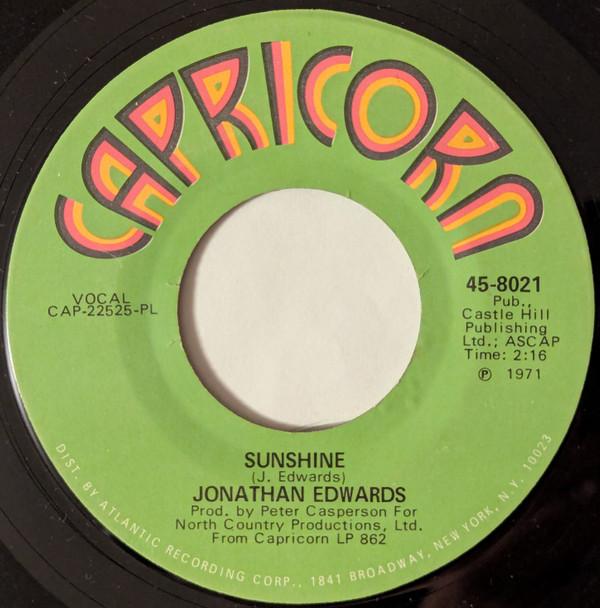 CAPRICORN
VOCAL
CAP-22525-PL
45-8021
Pub.,
Castle Hill
Publishing
Ltd.; ASCAP
Time: 2:16
Ⓟ 1971
SUNSHINE
(J. Edwards)
JONATHAN EDWARDS
Prod. by Peter Casperson For
North Country Productions, Ltd.
From Capricorn LP 862
DIST. BY ATLANTIC RECORDING CORP., 1841 BROADWAY, NEW YORK, N.Y. 10023